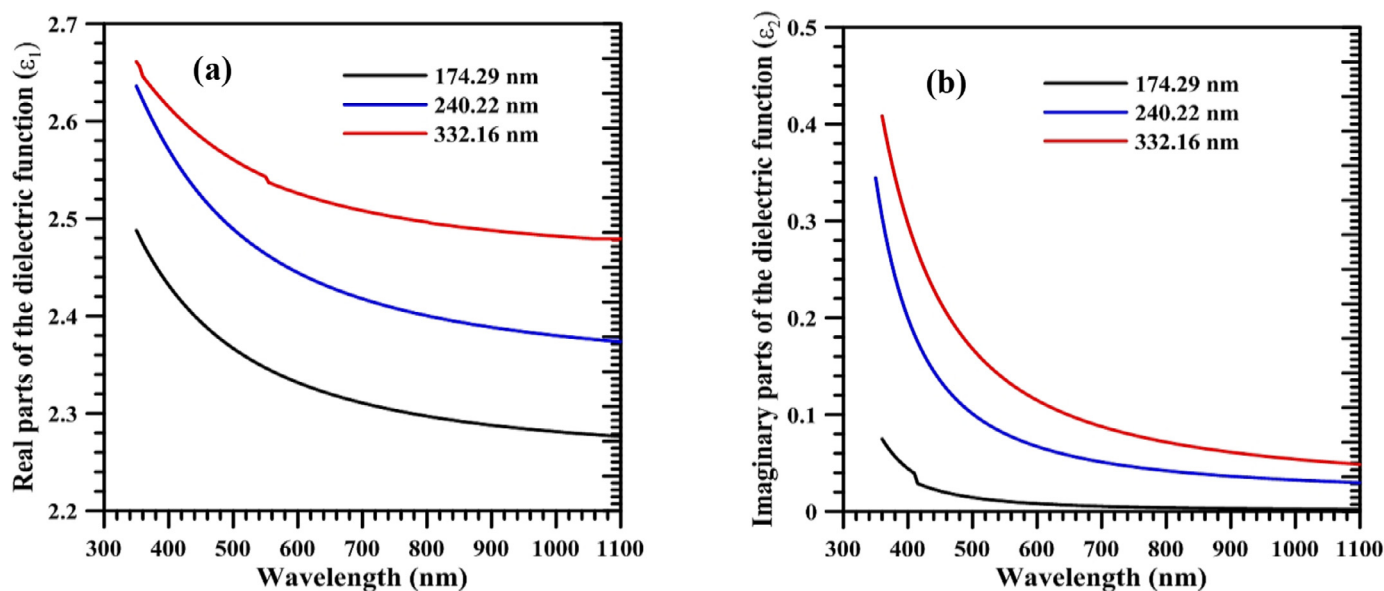 Real parts of the dielectric function (ε₁)
2.7
2.6
2.5
2.4
2.3
2.2
(a)
174.29 nm
240.22 nm
332.16 nm
300 400 500 600 700 800 900 1000 1100
Wavelength (nm)
Imaginary parts of the dielectric function (ε₂)
0.5
0.4
0.3
0.2
0.1
0
(b)
174.29 nm
240.22 nm
332.16 nm
300 400 500 600 700 800 900 1000 1100
Wavelength (nm)